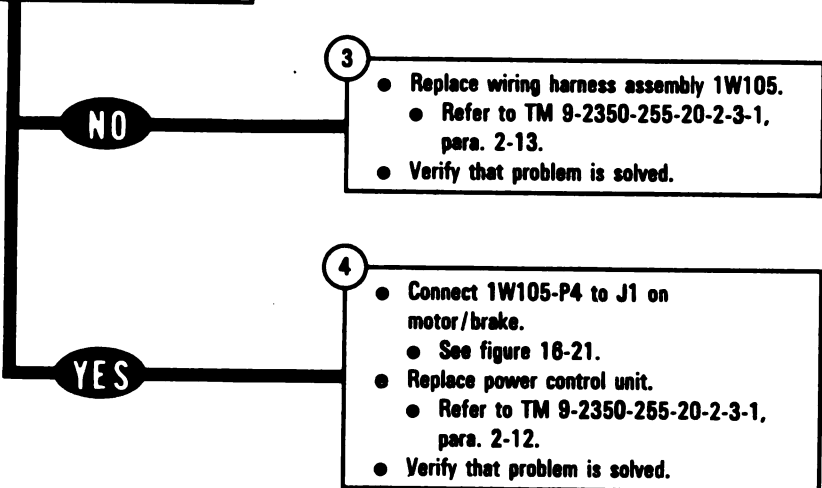 3
● Replace wiring harness assembly 1W105.
● Refer to TM 9-2350-255-20-2-3-1,
para. 2-13.
● Verify that problem is solved.
NO
4
● Connect 1W105-P4 to J1 on
motor/brake.
● See figure 16-21.
● Replace power control unit.
● Refer to TM 9-2350-255-20-2-3-1,
para. 2-12.
● Verify that problem is solved.
YES